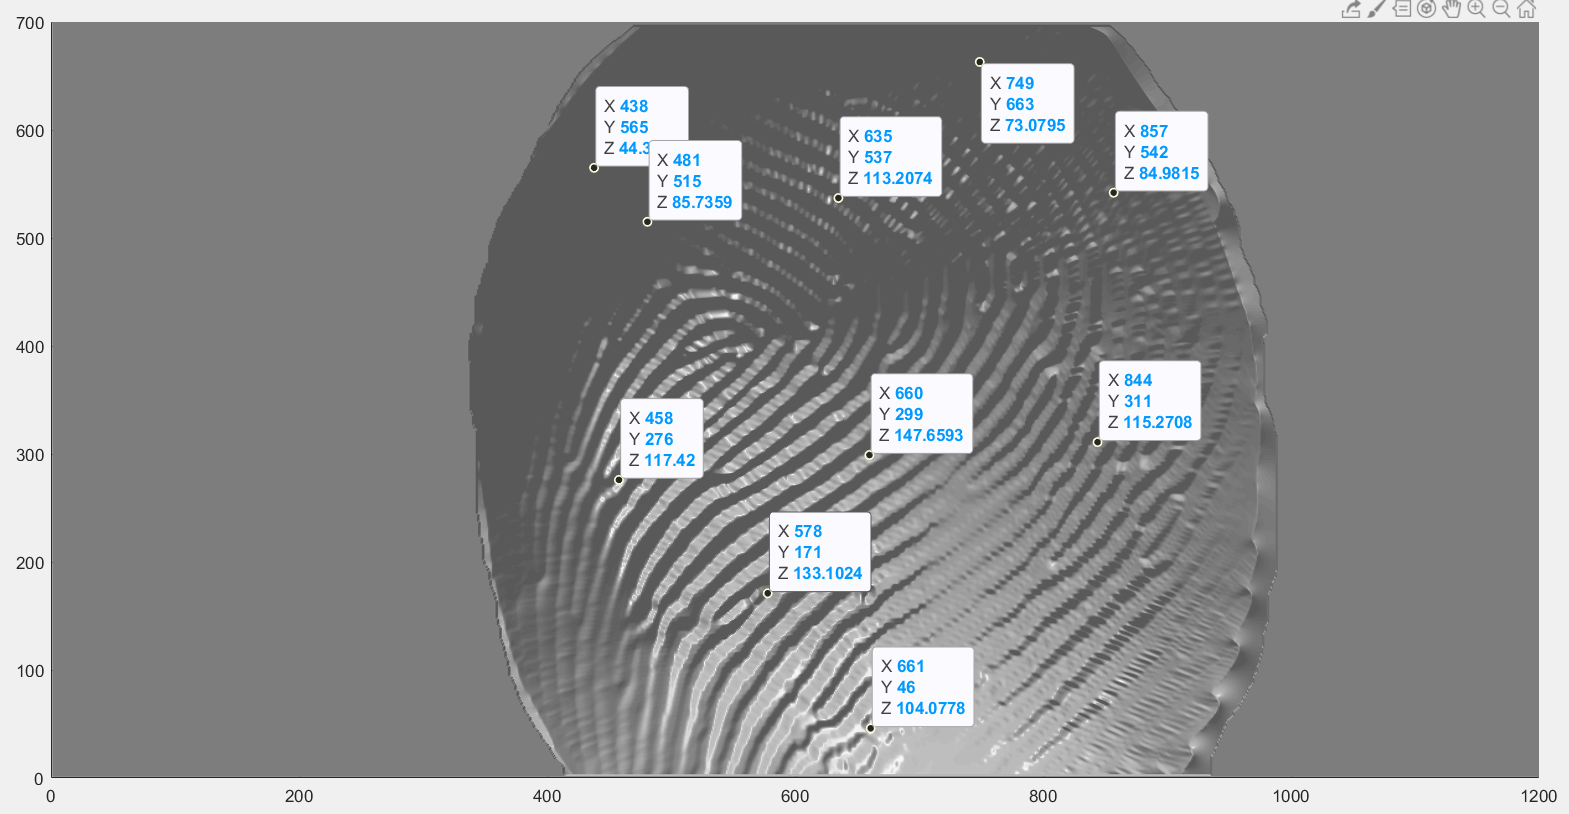 700
600
500
400
300
200
100
0
0
200
400
600
800
1000
1200
X 438
Y 565
Z 44.3
X 481
Y 515
Z 85.7359
X 635
Y 537
Z 113.2074
X 749
Y 663
Z 73.0795
X 857
Y 542
Z 84.9815
X 458
Y 276
Z 117.42
X 660
Y 299
Z 147.6593
X 844
Y 311
Z 115.2708
X 578
Y 171
Z 133.1024
X 661
Y 46
Z 104.0778